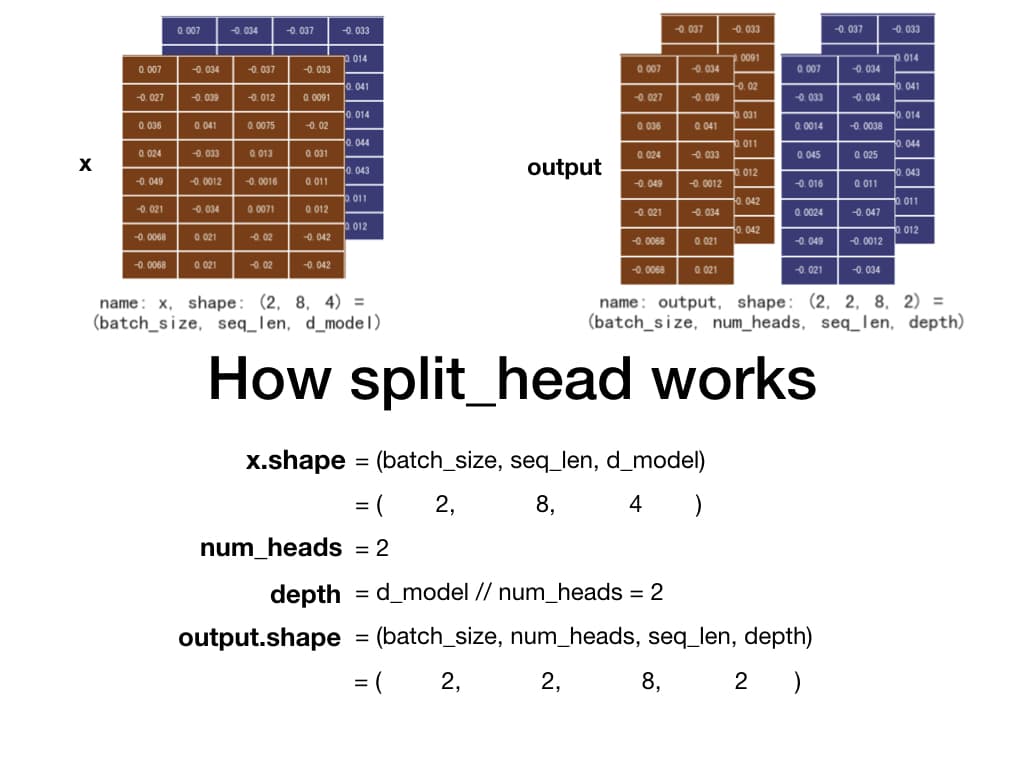 0.007 -0.034 -0.037 -0.033
0.014
0.041
0.014
0.044
0.043
0.011
0.012
0.007 -0.034 -0.037 -0.033
-0.027 -0.039 -0.012 0.0091
0.036 0.041 0.0075 -0.02
0.024 -0.033 0.013 0.031
-0.049 -0.0012 -0.0016 0.011
-0.021 -0.034 0.0071 0.012
-0.0068 0.021 -0.02 -0.042
-0.0068 0.021 -0.02 -0.042
x
name: x, shape: (2, 8, 4) =
(batch_size, seq_len, d_model)
-0.037 -0.033
0.0091
-0.02
0.031
0.011
0.012
-0.042
-0.042
0.007 -0.034
-0.027 -0.039
0.036 0.041
0.024 -0.033
-0.049 -0.0012
-0.021 -0.034
-0.0068 0.021
-0.0068 0.021
-0.037 -0.033
0.014
0.041
0.014
0.044
0.043
0.011
0.012
0.007 -0.034
-0.033 -0.034
0.0014 -0.0038
0.045 0.025
-0.016 0.011
0.0024 -0.047
-0.049 -0.0012
-0.021 -0.034
output
name: output, shape: (2, 2, 8, 2) =
(batch_size, num_heads, seq_len, depth)
How split_head works
x.shape = (batch_size, seq_len, d_model)
= ( 2, 8, 4 )
num_heads = 2
depth = d_model // num_heads = 2
output.shape = (batch_size, num_heads, seq_len, depth)
= ( 2, 2, 8, 2 )